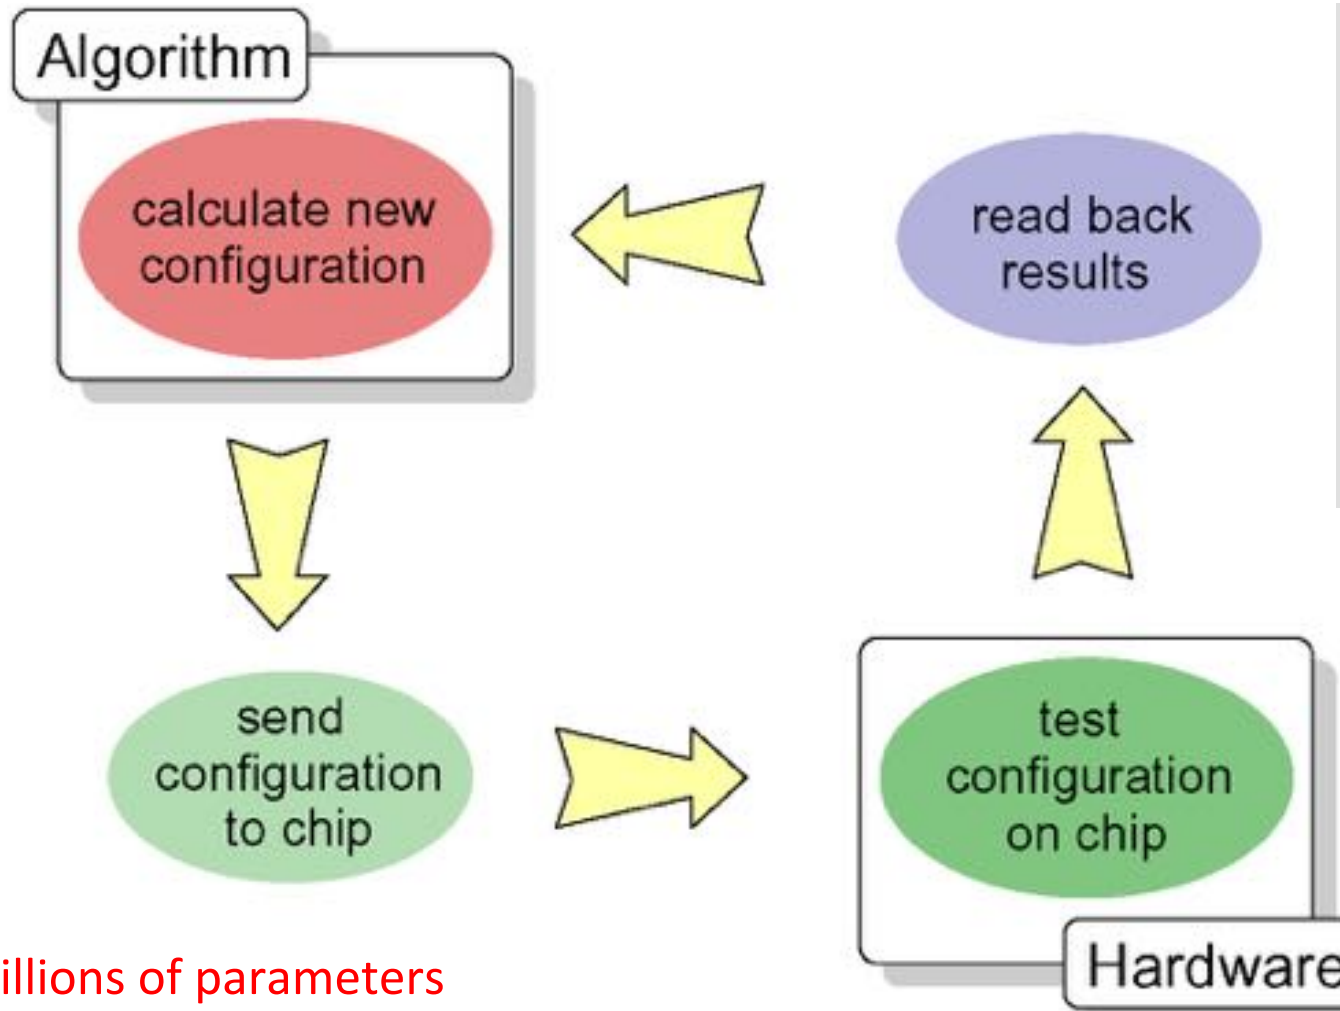 Algorithm
calculate new
configuration
read back
results
send
configuration
to chip
test
configuration
on chip
Hardware
illions of parameters